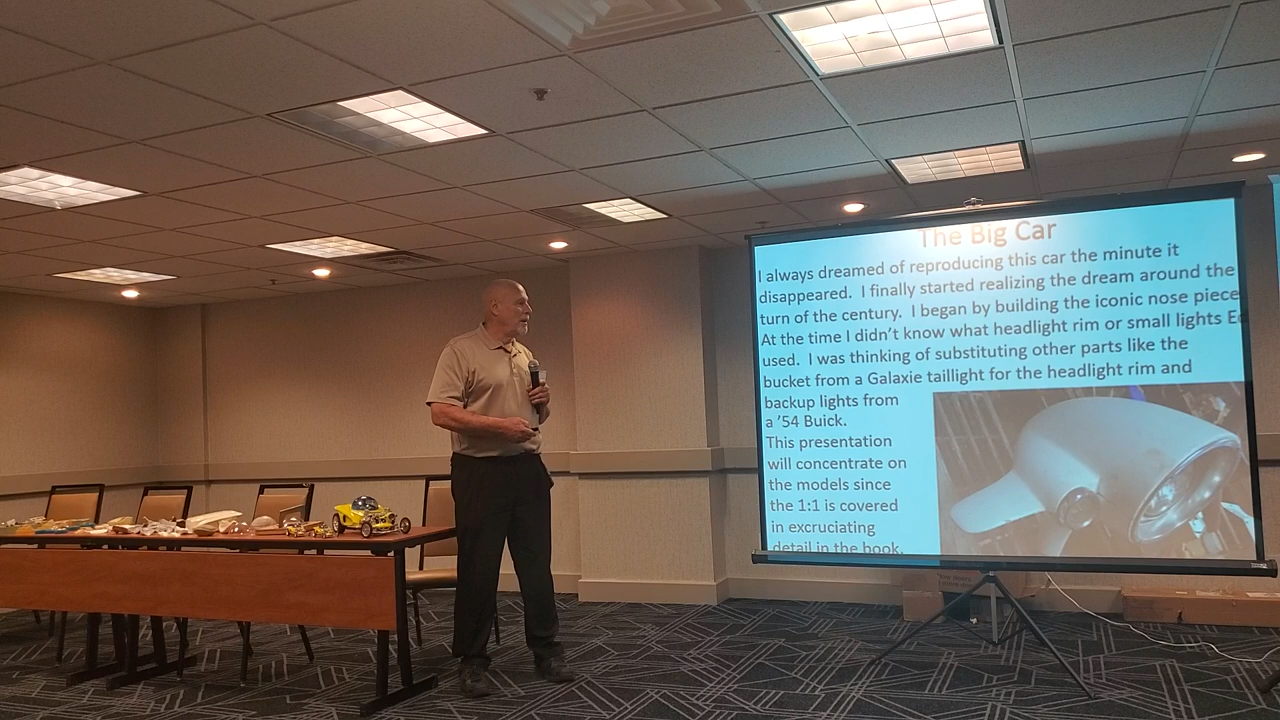 The Big Car
I always dreamed of reproducing this car the minute it
disappeared. I finally started realizing the dream around the
turn of the century. I began by building the iconic nose piece
At the time I didn't know what headlight rim or small lights
used. I was thinking of substituting other parts like the
bucket from a Galaxie taillight for the headlight rim and
backup lights from
a '54 Buick.
This presentation
will concentrate on
the models since
the 1:1 is covered
in excruciating
detail in the book.